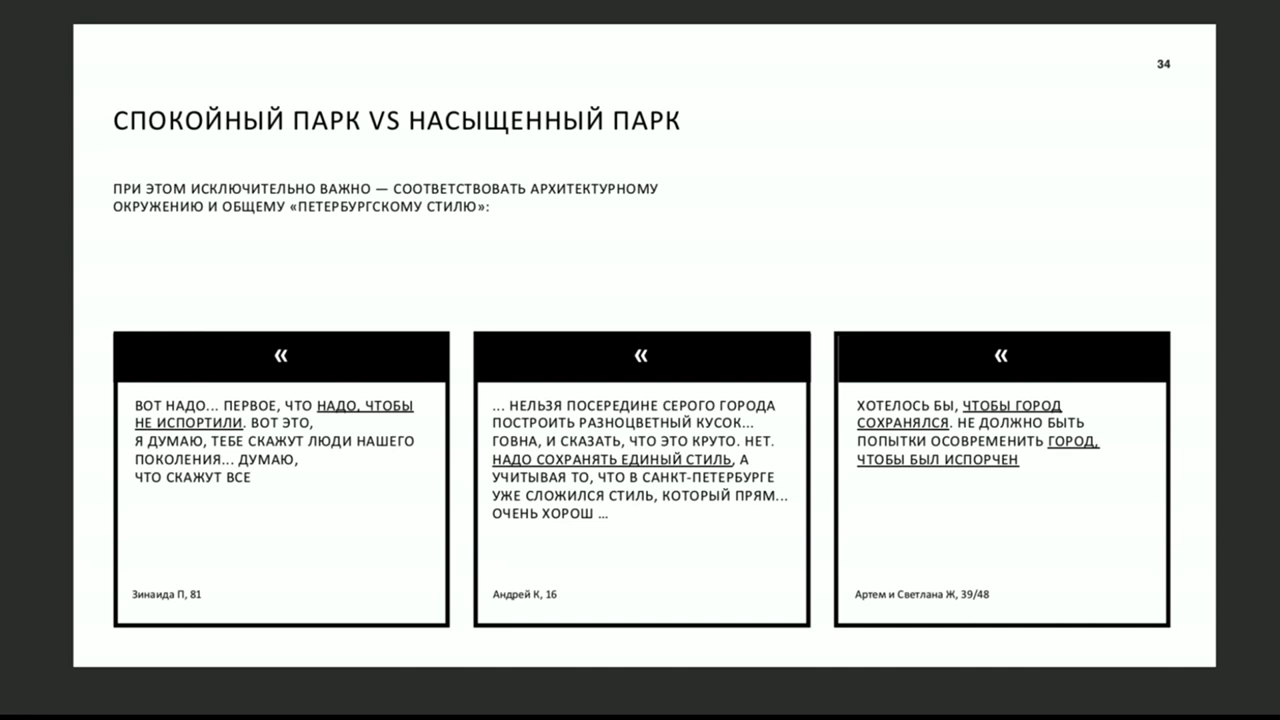 34
СПОКОЙНЫЙ ПАРК VS НАСЫЩЕННЫЙ ПАРК
ПРИ ЭТОМ ИСКЛЮЧИТЕЛЬНО ВАЖНО — СООТВЕТСТВОВАТЬ АРХИТЕКТУРНОМУ
ОКРУЖЕНИЮ И ОБЩЕМУ «ПЕТЕРБУРГСКОМУ СТИЛЮ»:
«
ВОТ НАДО... ПЕРВОЕ, ЧТО НАДО, ЧТОБЫ
НЕ ИСПОРТИЛИ. ВОТ ЭТО,
Я ДУМАЮ, ТЕБЕ СКАЖУТ ЛЮДИ НАШЕГО
ПОКОЛЕНИЯ... ДУМАЮ,
ЧТО СКАЖУТ ВСЕ
Зинаида П, 81
«
... НЕЛЬЗЯ ПОСЕРЕДИНЕ СЕРОГО ГОРОДА
ПОСТРОИТЬ РАЗНОЦВЕТНЫЙ КУСОК...
ГОВНА, И СКАЗАТЬ, ЧТО ЭТО КРУТО. НЕТ.
НАДО СОХРАНЯТЬ ЕДИНЫЙ СТИЛЬ, А
УЧИТЫВАЯ ТО, ЧТО В САНКТ-ПЕТЕРБУРГЕ
УЖЕ СЛОЖИЛСЯ СТИЛЬ, КОТОРЫЙ ПРЯМ...
ОЧЕНЬ ХОРОШ ...
Андрей К, 16
«
ХОТЕЛОСЬ БЫ, ЧТОБЫ ГОРОД
СОХРАНЯЛСЯ. НЕ ДОЛЖНО БЫТЬ
ПОПЫТКИ ОСОВРЕМЕНИТЬ ГОРОД,
ЧТОБЫ БЫЛ ИСПОРЧЕН
Артем и Светлана Ж, 39/48